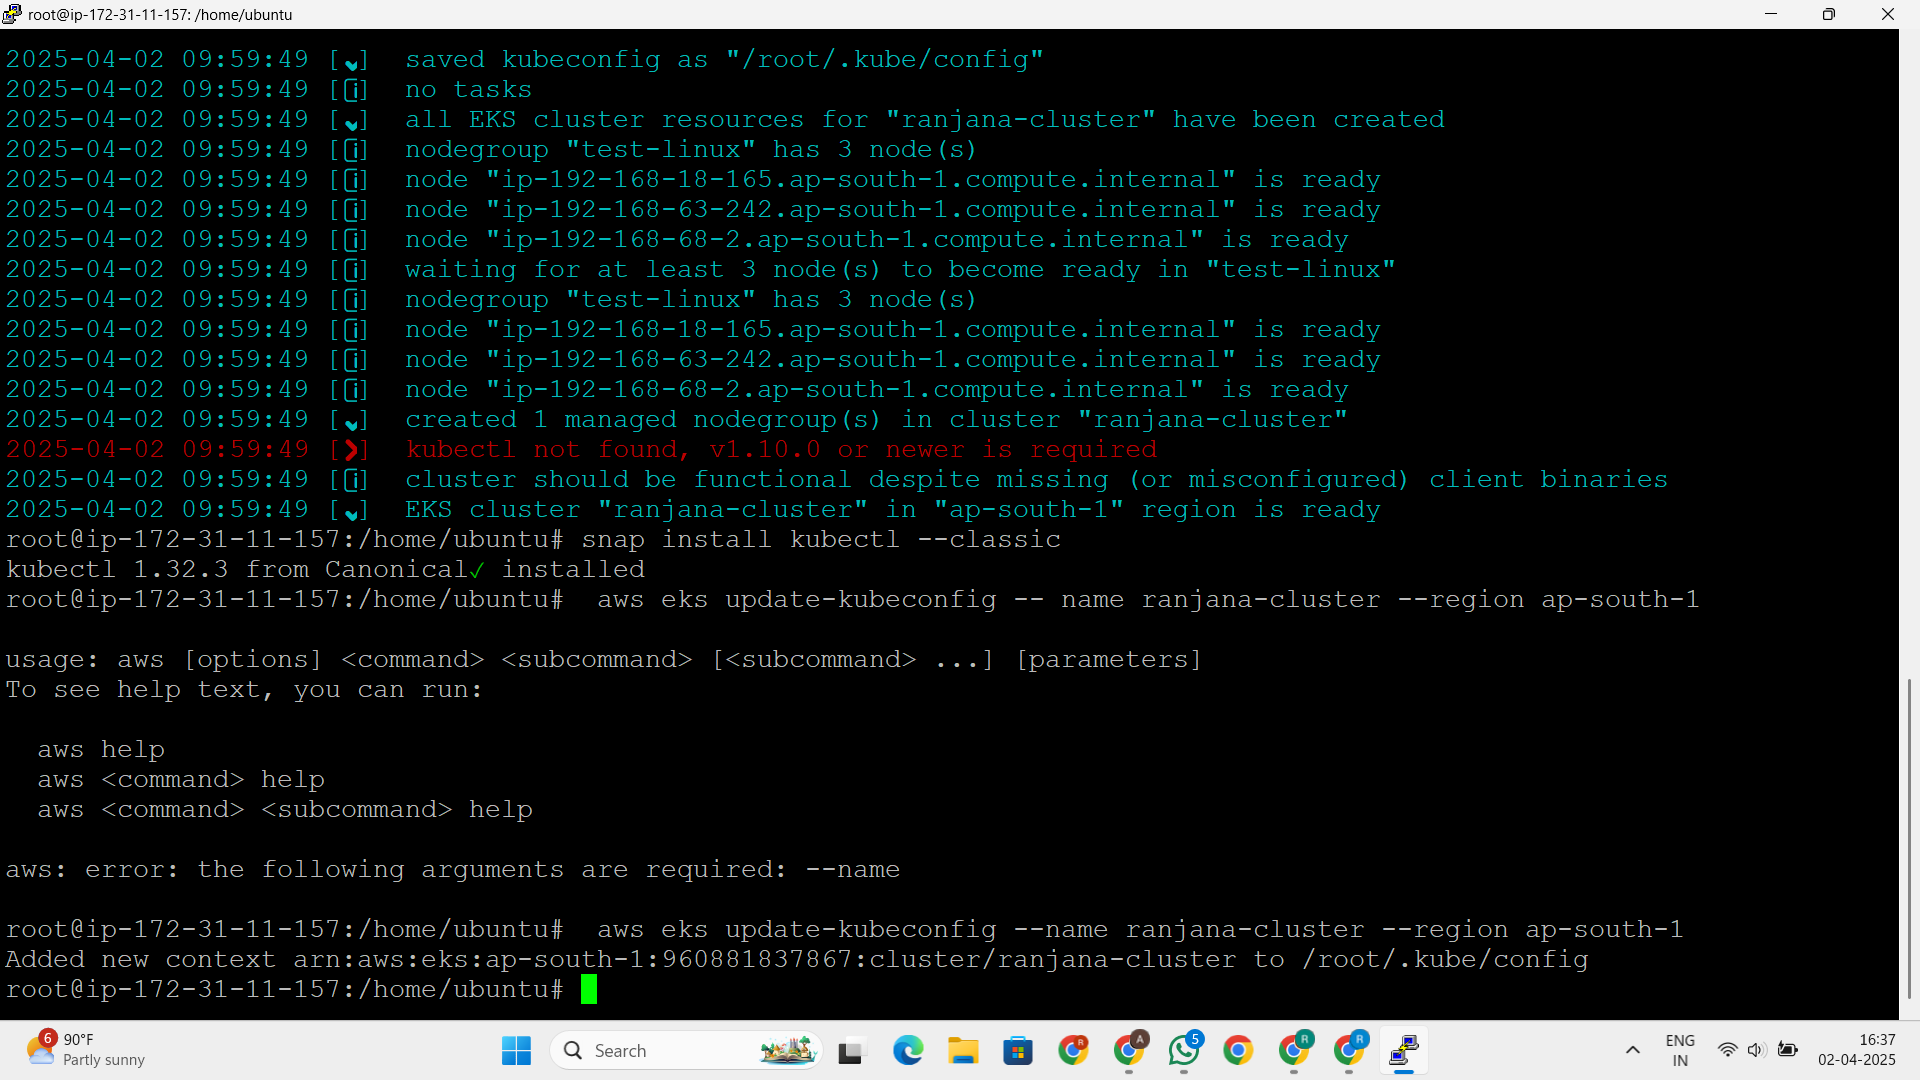 root@ip-172-31-11-157: /home/ubuntu
2025-04-02 09:59:49 [✔]  saved kubeconfig as "/root/.kube/config"
2025-04-02 09:59:49 [ℹ]  no tasks
2025-04-02 09:59:49 [✔]  all EKS cluster resources for "ranjana-cluster" have been created
2025-04-02 09:59:49 [ℹ]  nodegroup "test-linux" has 3 node(s)
2025-04-02 09:59:49 [ℹ]  node "ip-192-168-18-165.ap-south-1.compute.internal" is ready
2025-04-02 09:59:49 [ℹ]  node "ip-192-168-63-242.ap-south-1.compute.internal" is ready
2025-04-02 09:59:49 [ℹ]  node "ip-192-168-68-2.ap-south-1.compute.internal" is ready
2025-04-02 09:59:49 [ℹ]  waiting for at least 3 node(s) to become ready in "test-linux"
2025-04-02 09:59:49 [ℹ]  nodegroup "test-linux" has 3 node(s)
2025-04-02 09:59:49 [ℹ]  node "ip-192-168-18-165.ap-south-1.compute.internal" is ready
2025-04-02 09:59:49 [ℹ]  node "ip-192-168-63-242.ap-south-1.compute.internal" is ready
2025-04-02 09:59:49 [ℹ]  node "ip-192-168-68-2.ap-south-1.compute.internal" is ready
2025-04-02 09:59:49 [✔]  created 1 managed nodegroup(s) in cluster "ranjana-cluster"
2025-04-02 09:59:49 [✖]  kubectl not found, v1.10.0 or newer is required
2025-04-02 09:59:49 [ℹ]  cluster should be functional despite missing (or misconfigured) client binaries
2025-04-02 09:59:49 [✔]  EKS cluster "ranjana-cluster" in "ap-south-1" region is ready
root@ip-172-31-11-157:/home/ubuntu# snap install kubectl --classic
kubectl 1.32.3 from Canonical✓ installed
root@ip-172-31-11-157:/home/ubuntu#  aws eks update-kubeconfig -- name ranjana-cluster --region ap-south-1
usage: aws [options] <command> <subcommand> [<subcommand> ...] [parameters]
To see help text, you can run:
aws help
aws <command> help
aws <command> <subcommand> help
aws: error: the following arguments are required: --name
root@ip-172-31-11-157:/home/ubuntu#  aws eks update-kubeconfig --name ranjana-cluster --region ap-south-1
Added new context arn:aws:eks:ap-south-1:960881837867:cluster/ranjana-cluster to /root/.kube/config
root@ip-172-31-11-157:/home/ubuntu#
6
90°F
Partly sunny
Search
R
A
5
R
R
ENG
IN
16:37
02-04-2025